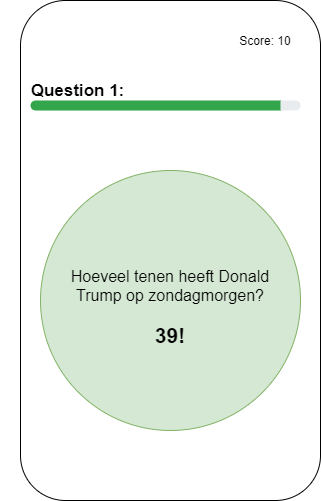 Score: 10
Question 1:
Hoeveel tenen heeft Donald
Trump op zondagmorgen?
39!